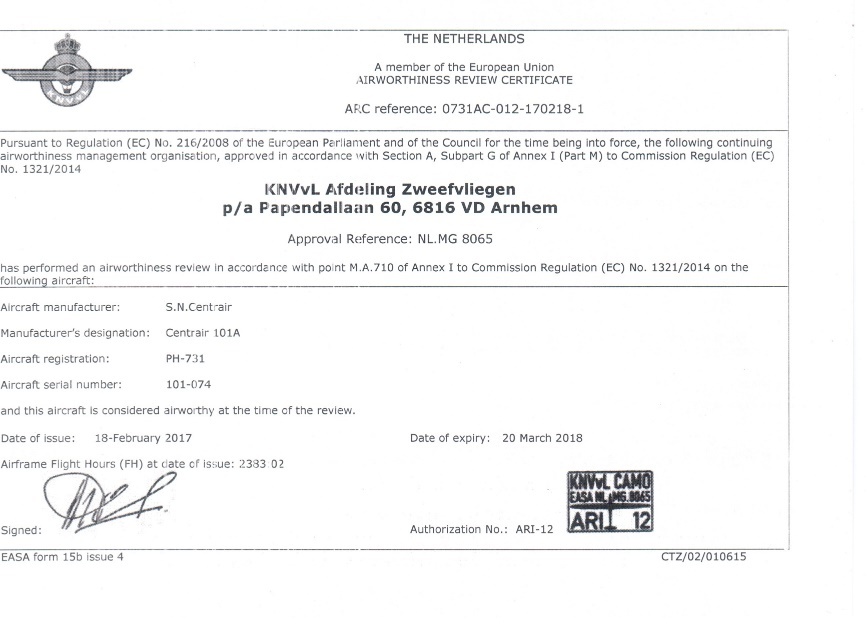 KNVvL
THE NETHERLANDS
A member of the European Union
AIRWORTHINESS REVIEW CERTIFICATE
ARC reference: 0731AC-012-170218-1
Pursuant to Regulation (EC) No. 216/2008 of the European Parliament and of the Council for the time being into force, the following continuing
airworthiness management organisation, approved in accordance with Section A, Subpart G of Annex I (Part M) to Commission Regulation (EC)
No. 1321/2014
KNVvL Afdeling Zweefvliegen
p/a Papendallaan 60, 6816 VD Arnhem
Approval Reference: NL.MG 8065
has performed an airworthiness review in accordance with point M.A.710 of Annex I to Commission Regulation (EC) No. 1321/2014 on the
following aircraft:
Aircraft manufacturer: S.N.Centrair
Manufacturer's designation: Centrair 101A
Aircraft registration: PH-731
Aircraft serial number: 101-074
and this aircraft is considered airworthy at the time of the review.
Date of issue: 18-February 2017 Date of expiry: 20 March 2018
Airframe Flight Hours (FH) at date of issue: 2383 02
KNVvL CAMO
EASA NL.MG.8065
ARI 12
Signed: Authorization No.: ARI-12
EASA form 15b issue 4 CTZ/02/010615